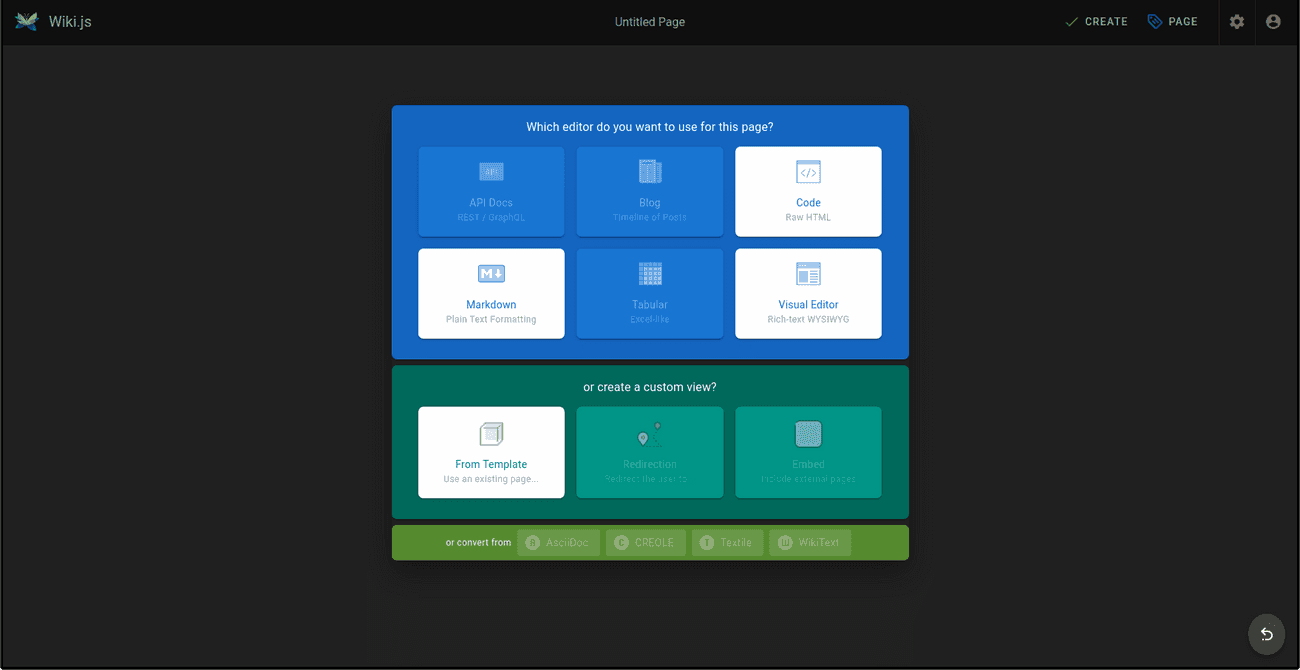 Wiki.js
Untitled Page
CREATE
PAGE
Which editor do you want to use for this page?
API
API Docs
REST / GraphQL
Blog
Timeline of Posts
</>
Code
Raw HTML
M
Markdown
Plain Text Formatting
Tabular
Excel-like
Visual Editor
Rich-text WYSIWYG
or create a custom view?
From Template
Use an existing page...
Redirection
Redirect the user to
Embed
Include external pages
or convert from
A AsciiDoc
C CREOLE
T Textile
W WikiText